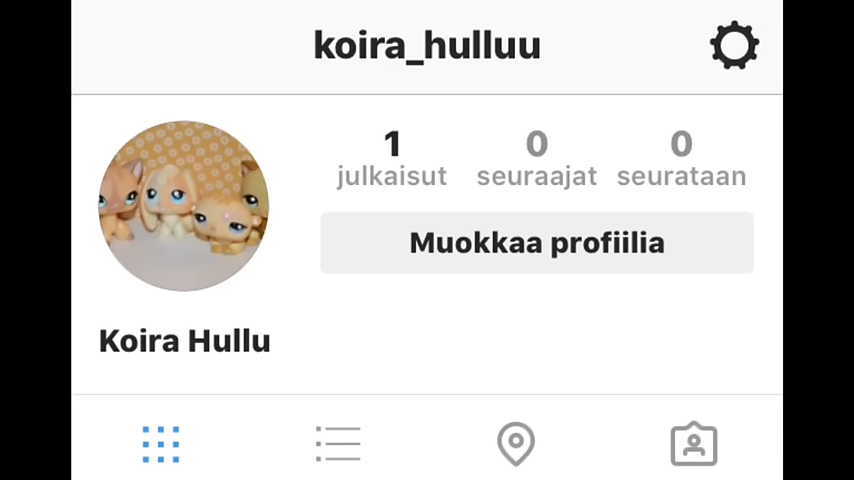 koira_hulluu
1 0 0
julkaisut seuraajat seurataan
Muokkaa profiilia
Koira Hullu